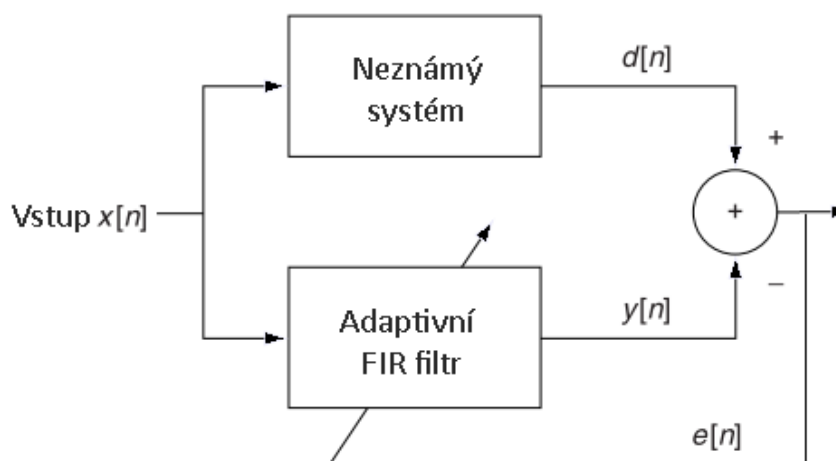 Neznámý
systém
d[n]
+
Vstup x[n]
+
−
Adaptivní
FIR filtr
y[n]
e[n]